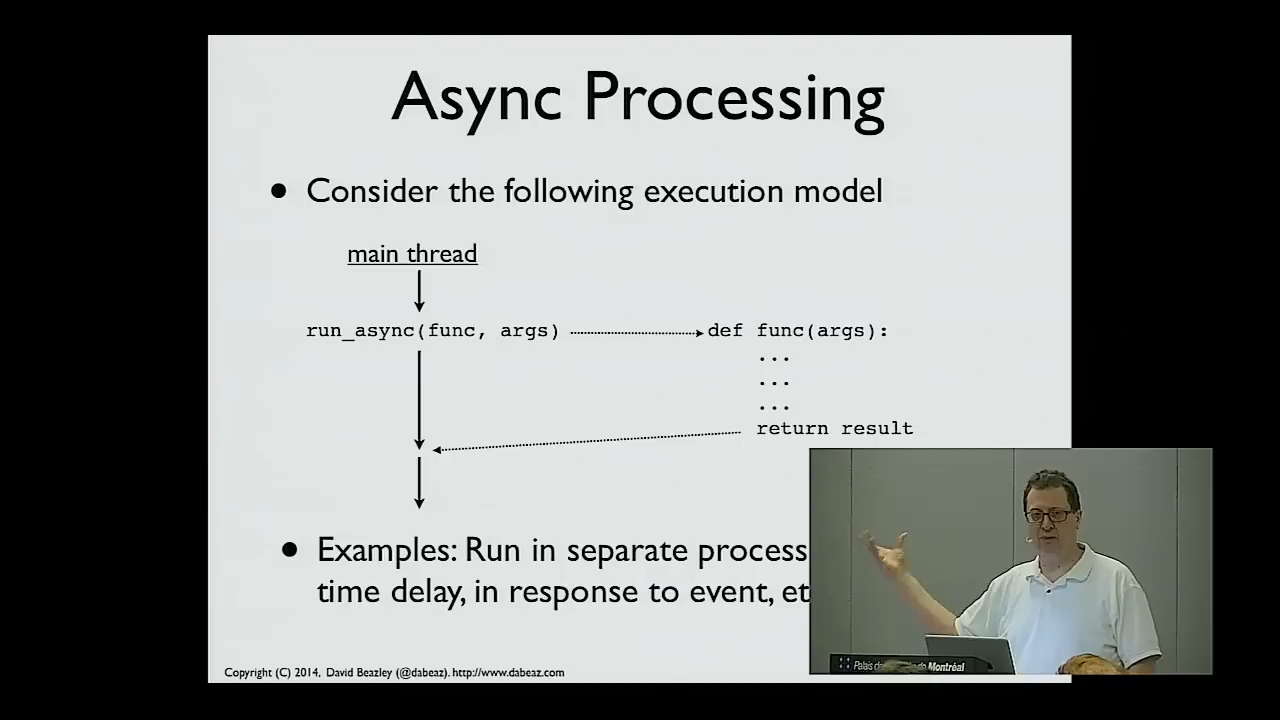 Async Processing
• Consider the following execution model
main thread
run_async(func, args)
def func(args):
...
...
...
return result
• Examples: Run in separate process
time delay, in response to event, et
Palais de Montréal
Copyright (C) 2014, David Beazley (@dabeaz). http://www.dabeaz.com